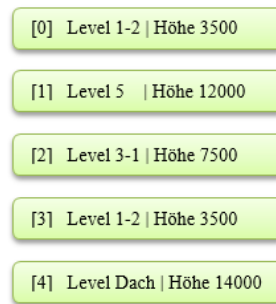 [0] Level 1-2 | Höhe 3500
[1] Level 5 | Höhe 12000
[2] Level 3-1 | Höhe 7500
[3] Level 1-2 | Höhe 3500
[4] Level Dach | Höhe 14000